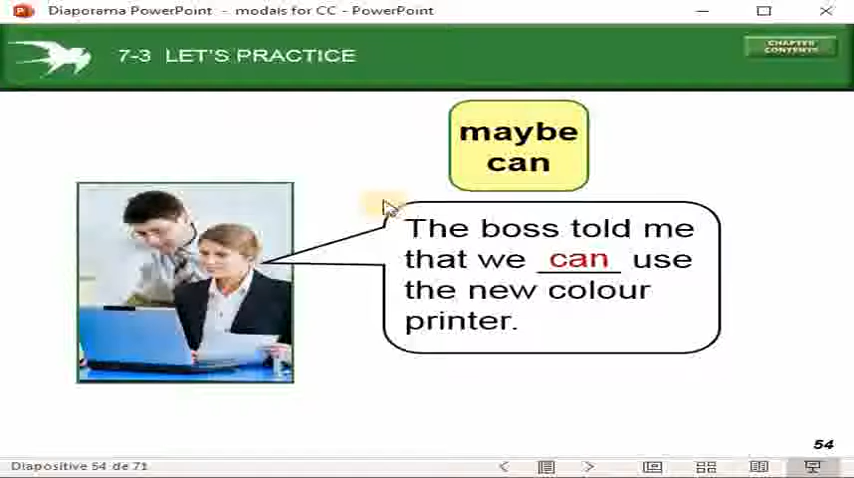 Diaporama PowerPoint - modals for CC - PowerPoint
7-3 LET'S PRACTICE
CHAPTER
CONTENTS
maybe
can
The boss told me
that we can use
the new colour
printer.
54
Diapositive 54 de 71